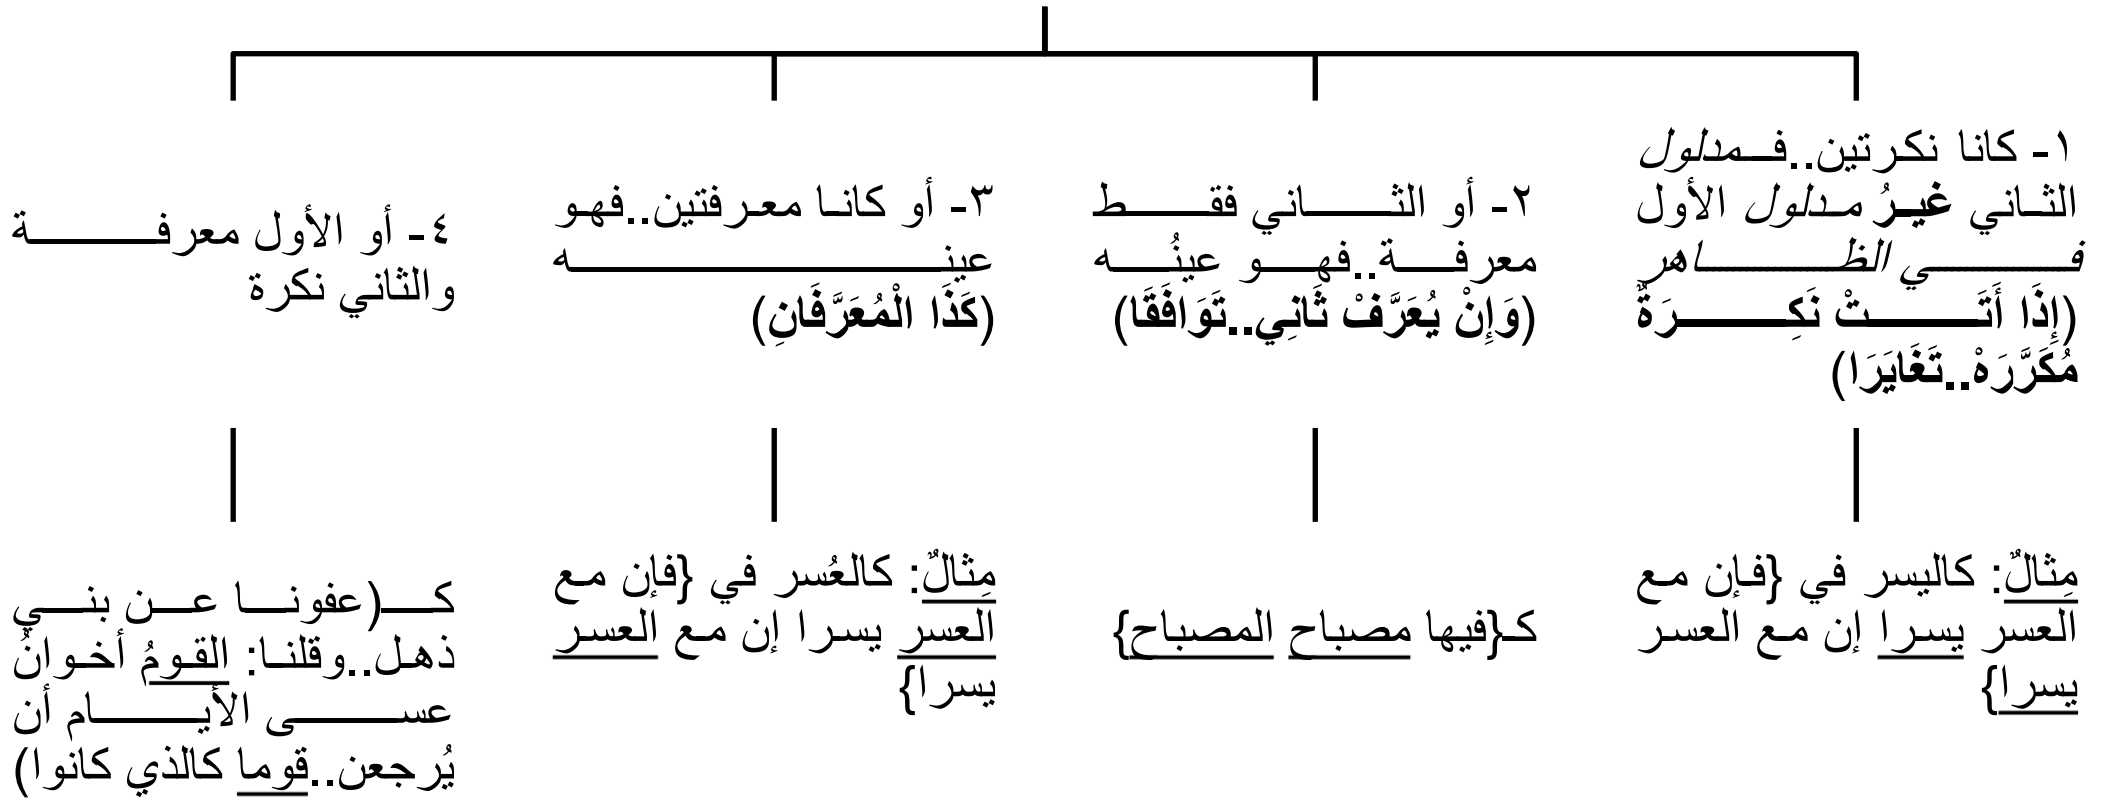 ١- كانا نكرتين..فمدلول
الثاني غيرُ مدلول الأول
في الظاهر
(إِذَا أَتَتْ نَكِرَةٌ
مُكَرَّرَهْ..تَغَايَرَا)
٢- أو الثاني فقط
معرفة..فهو عينُه
(وَإِنْ يُعَرَّفْ ثَانِي..تَوَافَقَا)
٣- أو كانا معرفتين..فهو
عينه
(كَذَا الْمُعَرَّفَانِ)
٤- أو الأول معرفة
والثاني نكرة
مِثالٌ: كاليسر في {فإن مع
العسر يسرا إن مع العسر
يسرا}
كـ{فيها مصباح المصباح}
مِثالٌ: كالعُسر في {فإن مع
العسر يسرا إن مع العسر
يسرا}
كـ(عفونا عن بني
ذهل..وقلنا: القومُ أخوانٌ
عسى الأيام أن
يُرجعن..قوما كالذي كانوا)